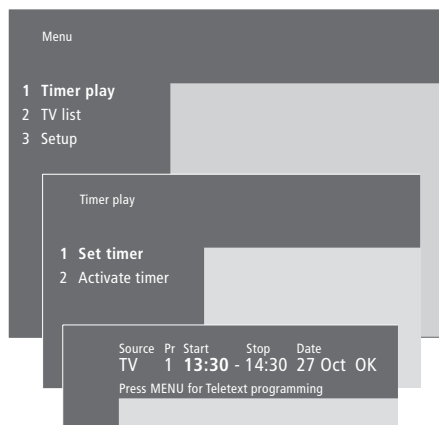 Menu
1 Timer play
2 TV list
3 Setup
Timer play
1 Set timer
2 Activate timer
Source Pr Start Stop Date
TV 1 13:30 - 14:30 27 Oct OK
Press MENU for Teletext programming